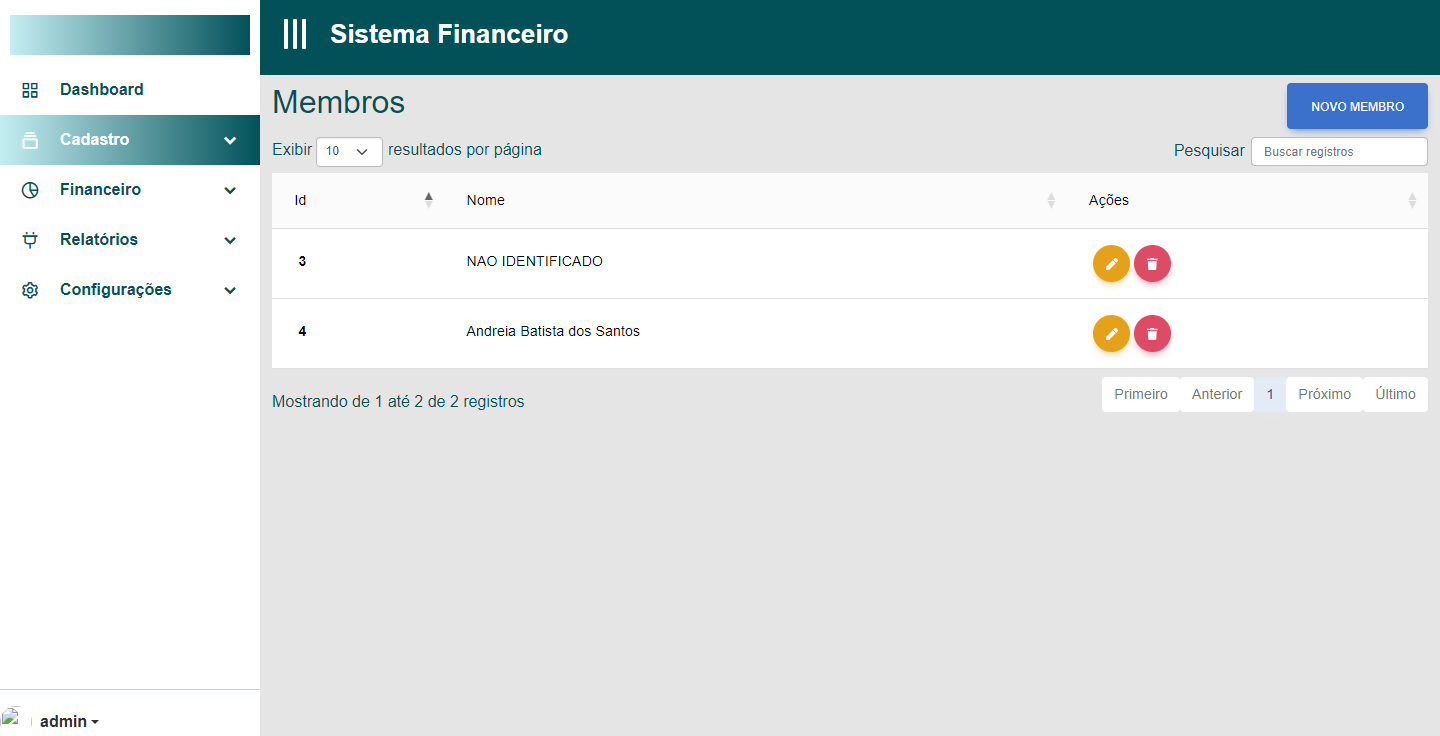 Sistema Financeiro
Dashboard
Cadastro
Financeiro
Relatórios
Configurações
admin
Membros
NOVO MEMBRO
Exibir 10 resultados por página
Pesquisar Buscar registros
Id Nome Ações
3 NAO IDENTIFICADO
4 Andreia Batista dos Santos
Mostrando de 1 até 2 de 2 registros
Primeiro Anterior 1 Próximo Último